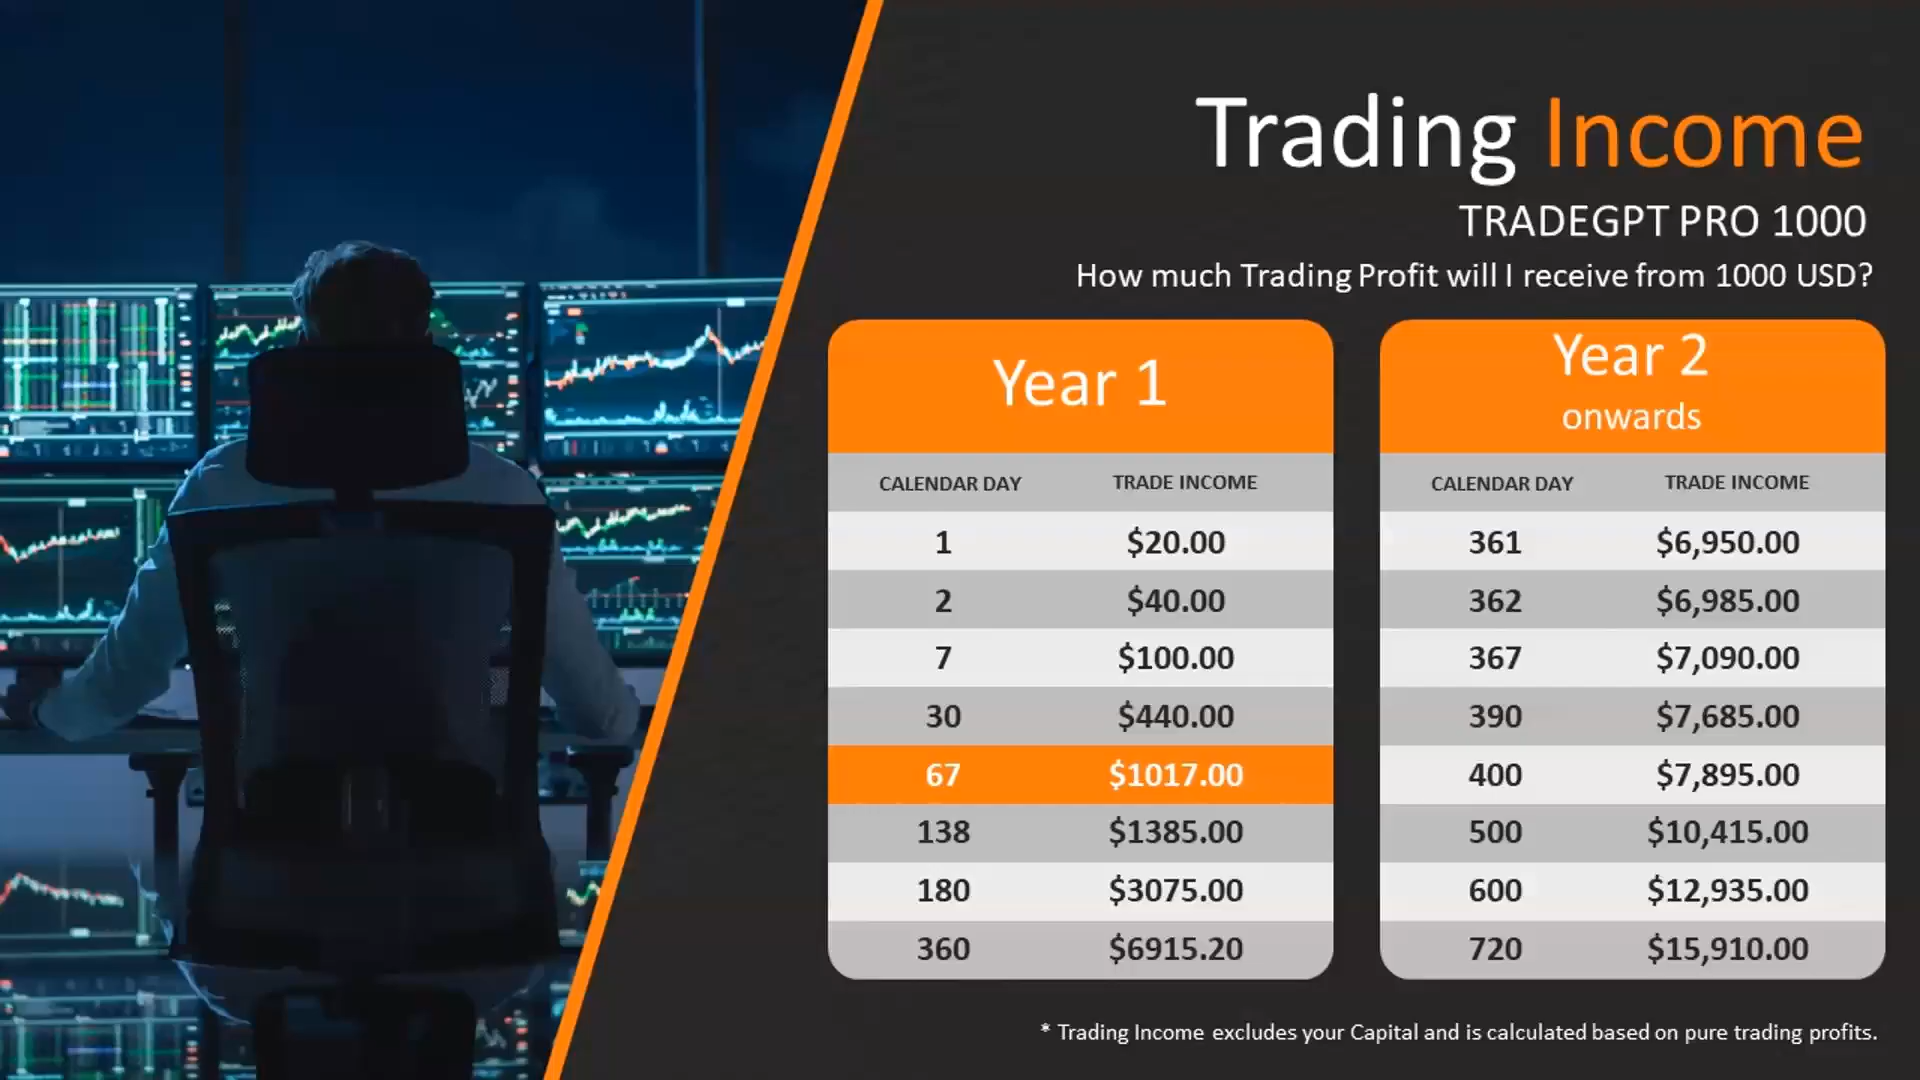 Trading Income
TRADEGPT PRO 1000
How much Trading Profit will I receive from 1000 USD?
Year 1
CALENDAR DAY TRADE INCOME
1 $20.00
2 $40.00
7 $100.00
30 $440.00
67 $1017.00
138 $1385.00
180 $3075.00
360 $6915.20
Year 2
onwards
CALENDAR DAY TRADE INCOME
361 $6,950.00
362 $6,985.00
367 $7,090.00
390 $7,685.00
400 $7,895.00
500 $10,415.00
600 $12,935.00
720 $15,910.00
* Trading Income excludes your Capital and is calculated based on pure trading profits.